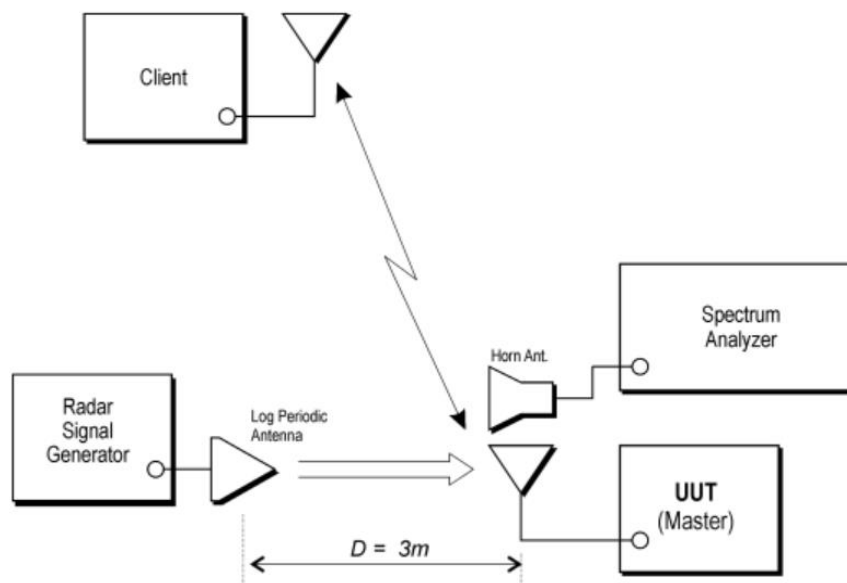 Client
Spectrum
Analyzer
Horn Ant.
Radar
Signal
Generator
Log Periodic
Antenna
UUT
(Master)
D = 3m